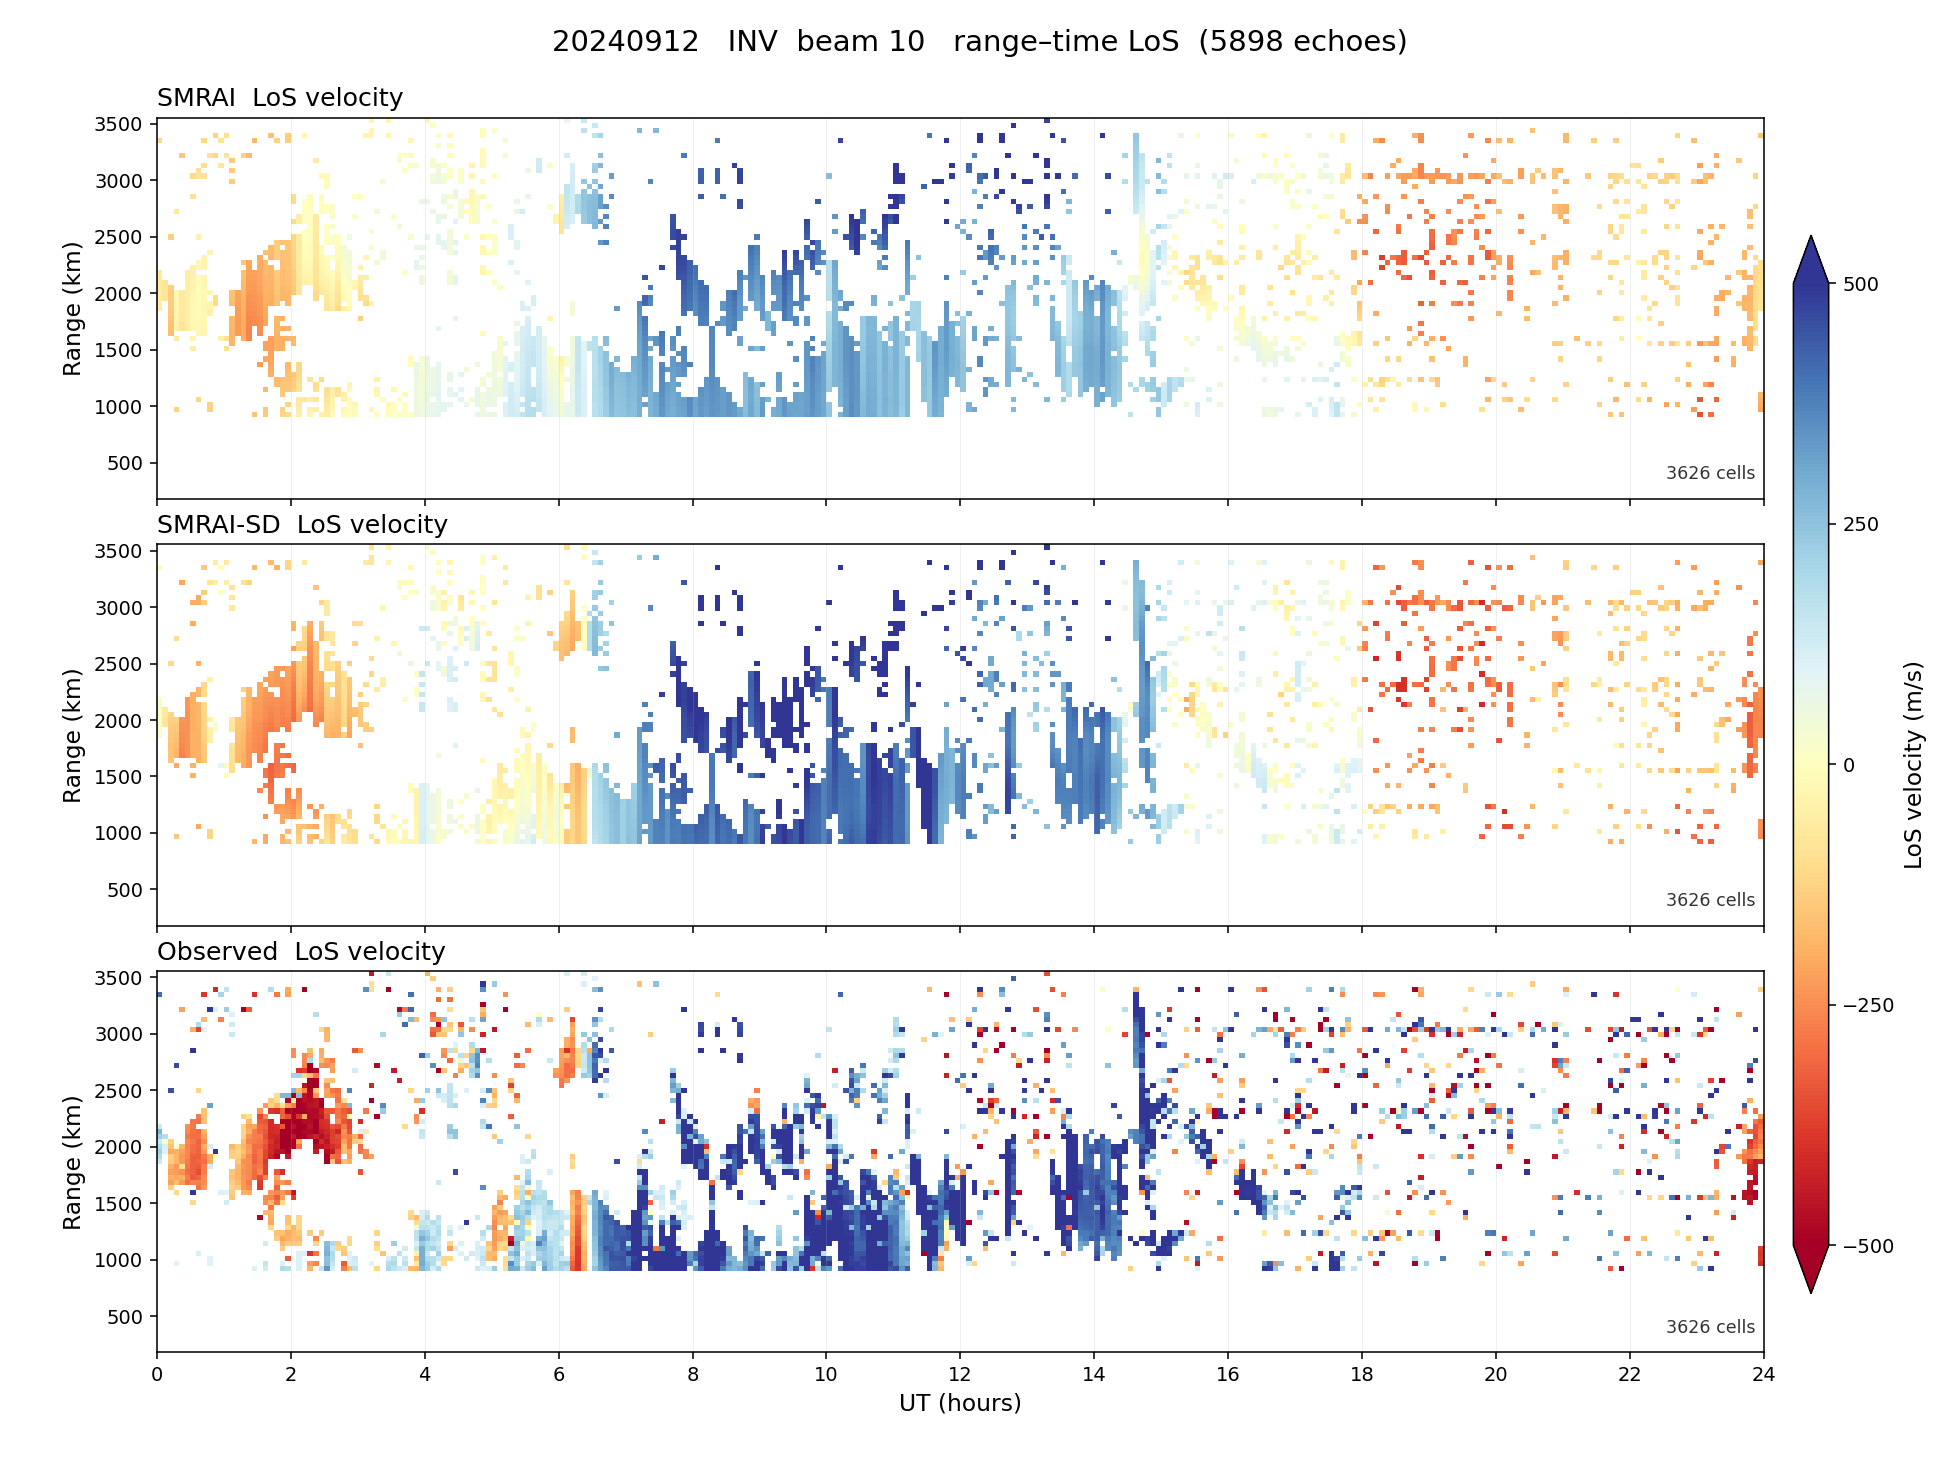 20240912   INV  beam 10   range–time LoS  (5898 echoes)
SMRAI  LoS velocity
3500
3000
2500
2000
1500
1000
500
Range (km)
3626 cells
SMRAI-SD  LoS velocity
3500
3000
2500
2000
1500
1000
500
Range (km)
3626 cells
Observed  LoS velocity
3500
3000
2500
2000
1500
1000
500
Range (km)
3626 cells
0 2 4 6 8 10 12 14 16 18 20 22 24
UT (hours)
500
250
0
−250
−500
LoS velocity (m/s)